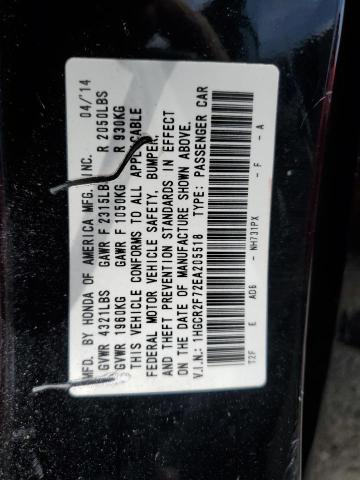 MFD. BY HONDA OF AMERICA MFG., INC. 04/14
GVWR 4321LBS GAWR F 2315LBS R 2050LBS
GVWR 1960KG GAWR F 1050KG R 930KG
THIS VEHICLE CONFORMS TO ALL APPLICABLE
FEDERAL MOTOR VEHICLE SAFETY, BUMPER,
AND THEFT PREVENTION STANDARDS IN EFFECT
ON THE DATE OF MANUFACTURE SHOWN ABOVE.
V.I.N.: 1HGCR2F72EA205518 TYPE: PASSENGER CAR
T2F E AD6 - NH731PX - F - A